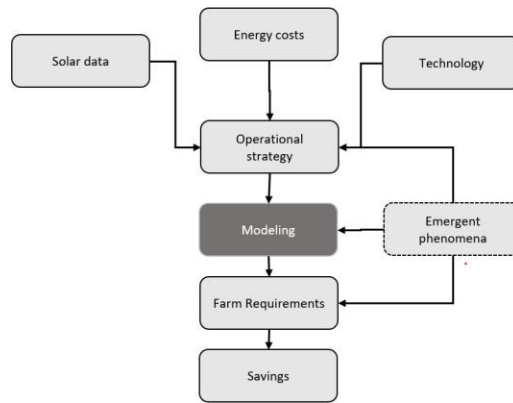 Energy costs
Solar data
Technology
Operational
strategy
Modeling
Emergent
phenomena
Farm Requirements
Savings